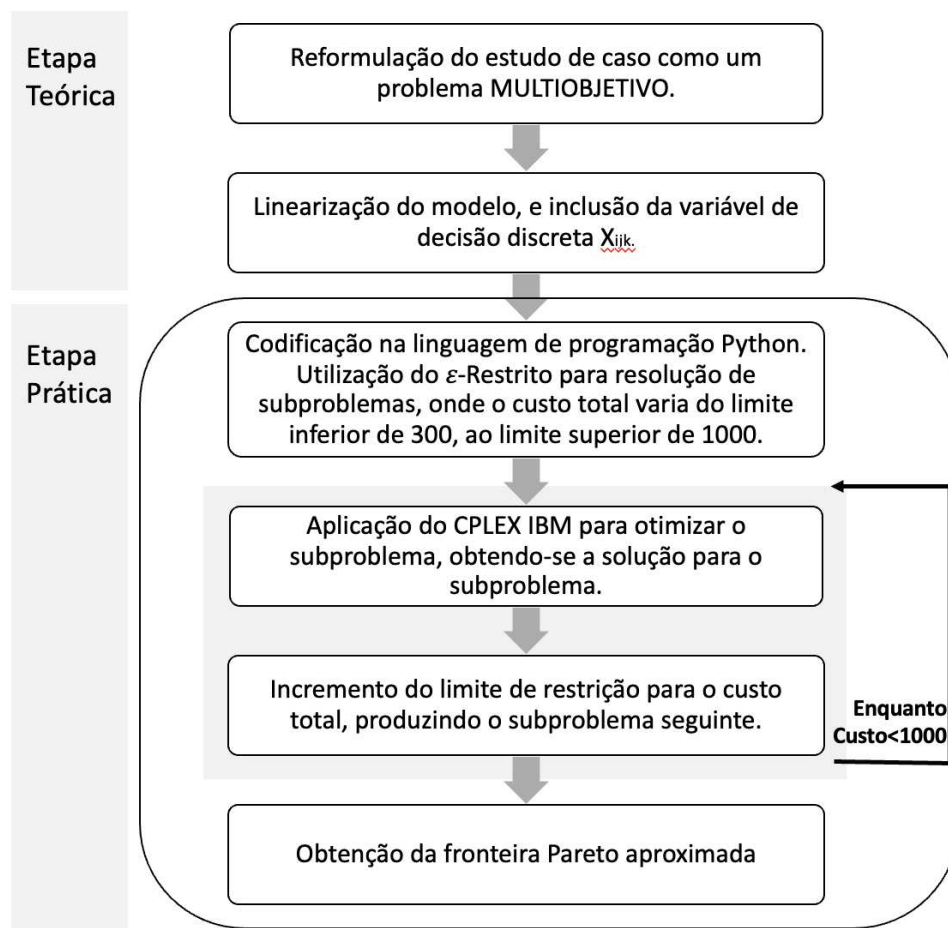 Etapa
Teórica
Reformulação do estudo de caso como um
problema MULTIOBJETIVO.
Linearização do modelo, e inclusão da variável de
decisão discreta Xijk.
Etapa
Prática
Codificação na linguagem de programação Python.
Utilização do ε-Restrito para resolução de
subproblemas, onde o custo total varia do limite
inferior de 300, ao limite superior de 1000.
Aplicação do CPLEX IBM para otimizar o
subproblema, obtendo-se a solução para o
subproblema.
Incremento do limite de restrição para o custo
total, produzindo o subproblema seguinte.
Enquanto
Custo<1000
Obtenção da fronteira Pareto aproximada